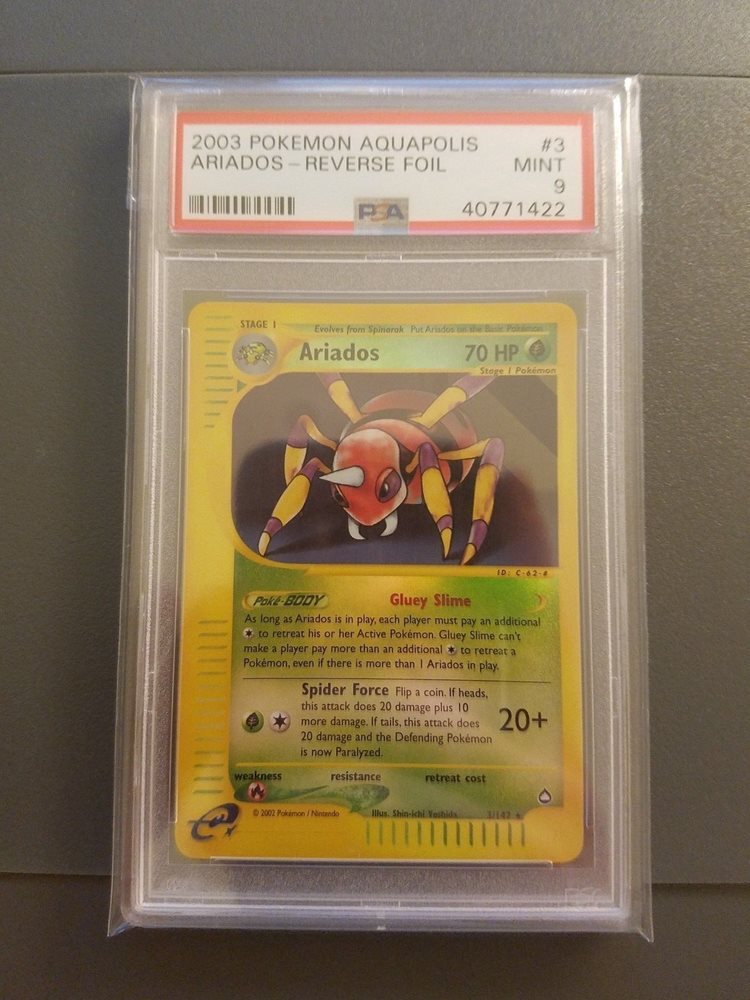 2003 POKEMON AQUAPOLIS #3
ARIADOS - REVERSE FOIL MINT
9
PSA 40771422
STAGE 1
Evolves from Spinarak Put Ariados on the Basic Pokémon
Ariados 70 HP
Stage 1 Pokémon
ID: C-62-#
Poké-BODY Gluey Slime
As long as Ariados is in play, each player must pay an additional
to retreat his or her Active Pokémon. Gluey Slime can't
make a player pay more than an additional to retreat a
Pokémon, even if there is more than 1 Ariados in play.
Spider Force Flip a coin. If heads,
this attack does 20 damage plus 10
more damage. If tails, this attack does
20 damage and the Defending Pokémon
is now Paralyzed.
20+
weakness resistance retreat cost
© 2002 Pokémon / Nintendo Illus. Shin-ichi Yoshida 3/147 ★
e